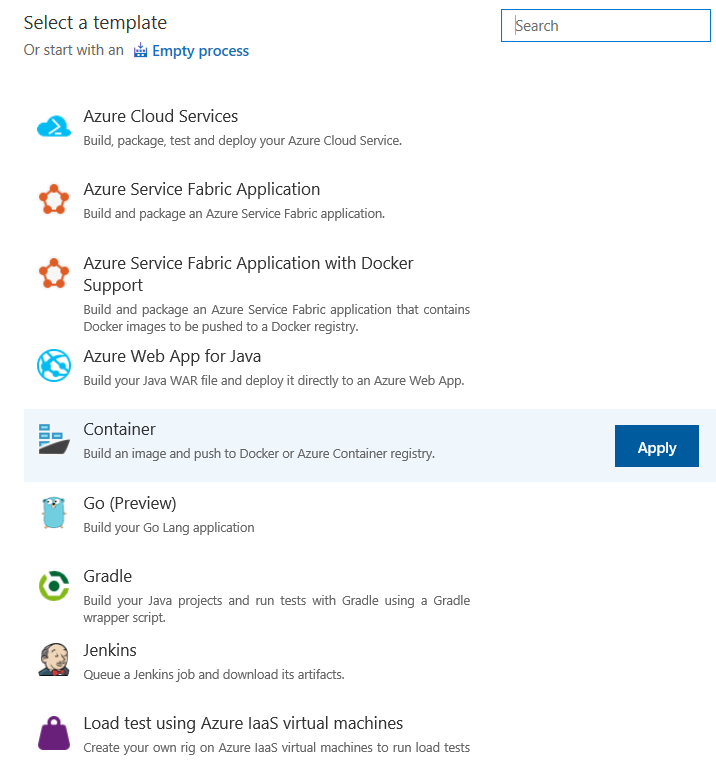 Select a template
Search
Or start with an Empty process
Azure Cloud Services
Build, package, test and deploy your Azure Cloud Service.
Azure Service Fabric Application
Build and package an Azure Service Fabric application.
Azure Service Fabric Application with Docker
Support
Build and package an Azure Service Fabric application that contains
Docker images to be pushed to a Docker registry.
Azure Web App for Java
Build your Java WAR file and deploy it directly to an Azure Web App.
Container
Build an image and push to Docker or Azure Container registry.
Apply
Go (Preview)
Build your Go Lang application
Gradle
Build your Java projects and run tests with Gradle using a Gradle
wrapper script.
Jenkins
Queue a Jenkins job and download its artifacts.
Load test using Azure IaaS virtual machines
Create your own rig on Azure IaaS virtual machines to run load tests